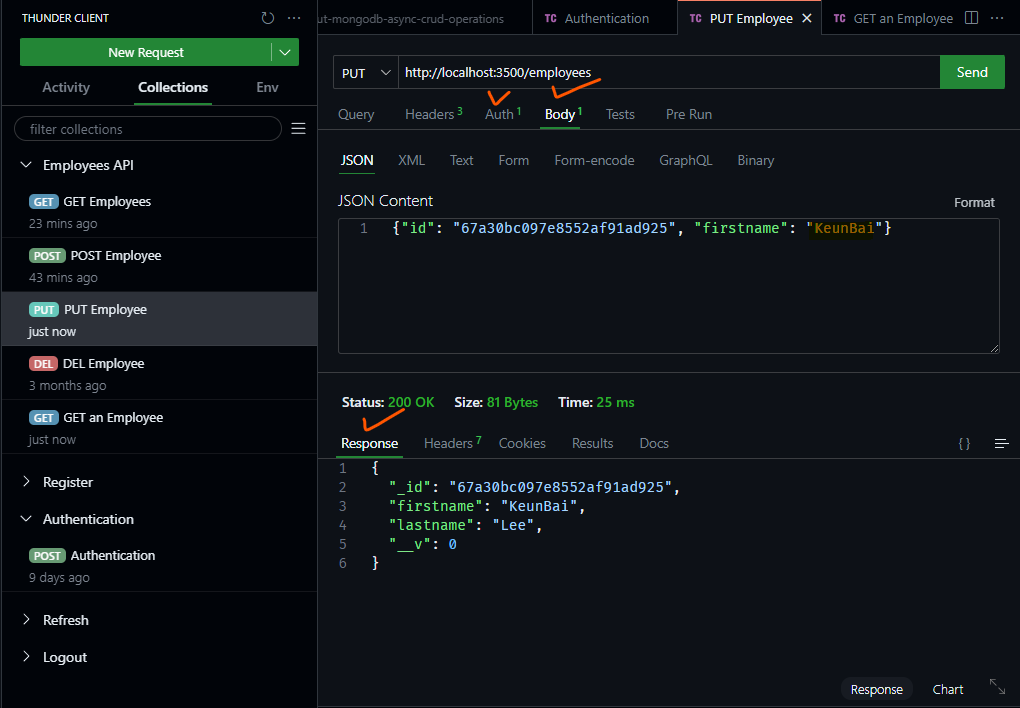 THUNDER CLIENT
New Request
Activity Collections Env
filter collections
Employees API
GET GET Employees
23 mins ago
POST POST Employee
43 mins ago
PUT PUT Employee
just now
DEL DEL Employee
3 months ago
GET GET an Employee
just now
Register
Authentication
POST Authentication
9 days ago
Refresh
Logout
ut-mongodb-async-crud-operations TC Authentication TC PUT Employee TC GET an Employee
PUT http://localhost:3500/employees Send
Query Headers 3 Auth 1 Body 1 Tests Pre Run
JSON XML Text Form Form-encode GraphQL Binary
JSON Content Format
1 {"id": "67a30bc097e8552af91ad925", "firstname": "KeunBai"}
Status: 200 OK Size: 81 Bytes Time: 25 ms
Response Headers 7 Cookies Results Docs { }
1 {
2 "_id": "67a30bc097e8552af91ad925",
3 "firstname": "KeunBai",
4 "lastname": "Lee",
5 "__v": 0
6 }
Response Chart